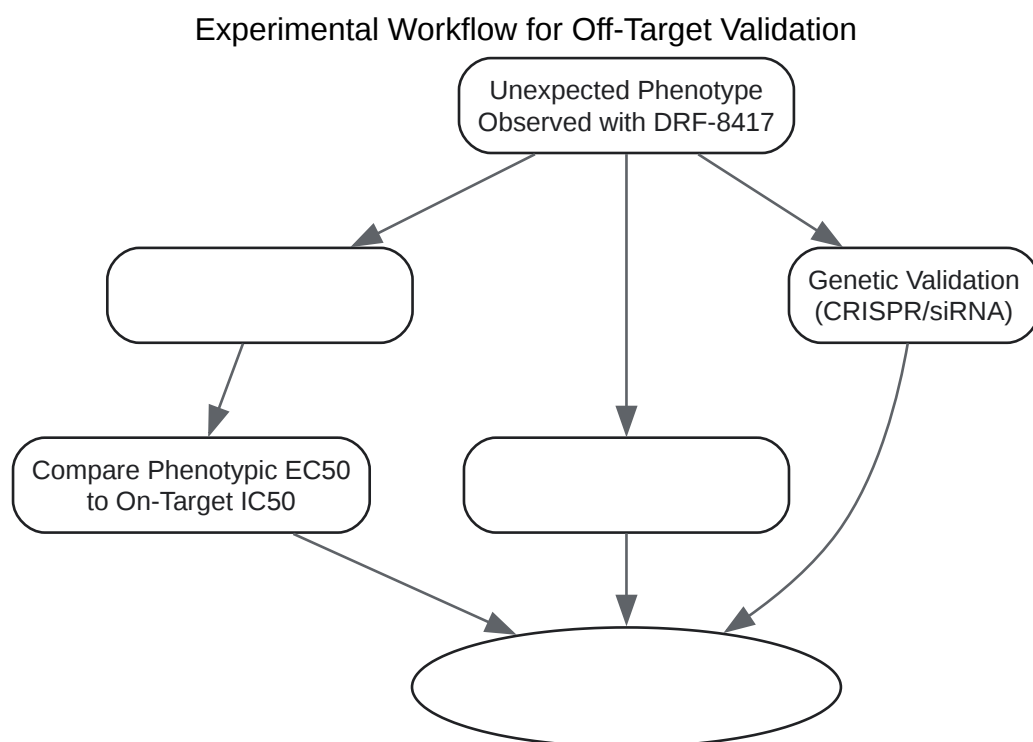 Experimental Workflow for Off-Target Validation
Unexpected Phenotype
Observed with DRF-8417
Genetic Validation
(CRISPR/siRNA)
Compare Phenotypic EC50
to On-Target IC50